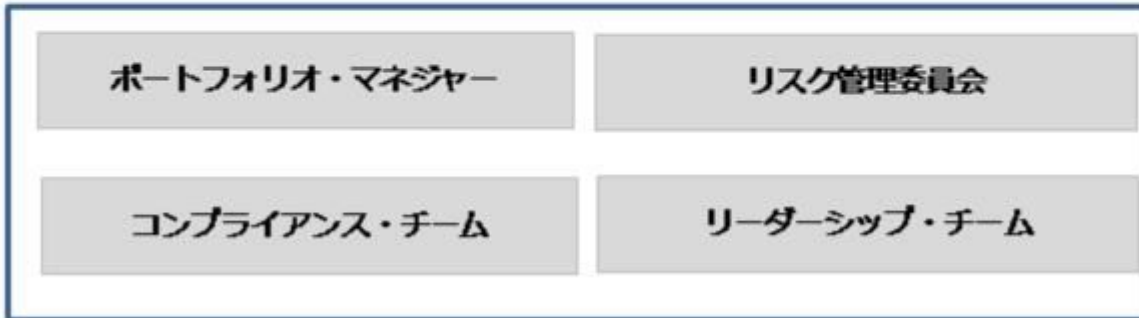 ポートフォリオ・マネジャー
リスク管理委員会
コンプライアンス・チーム
リーダーシップ・チーム